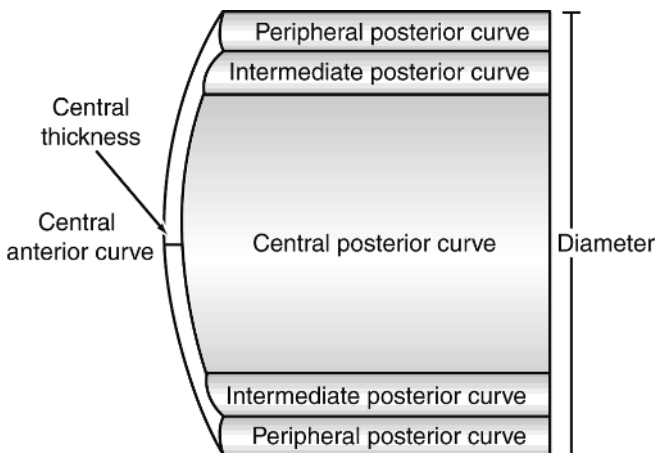 Peripheral posterior curve
Intermediate posterior curve
Central
thickness
Central
anterior curve
Central posterior curve
Diameter
Intermediate posterior curve
Peripheral posterior curve